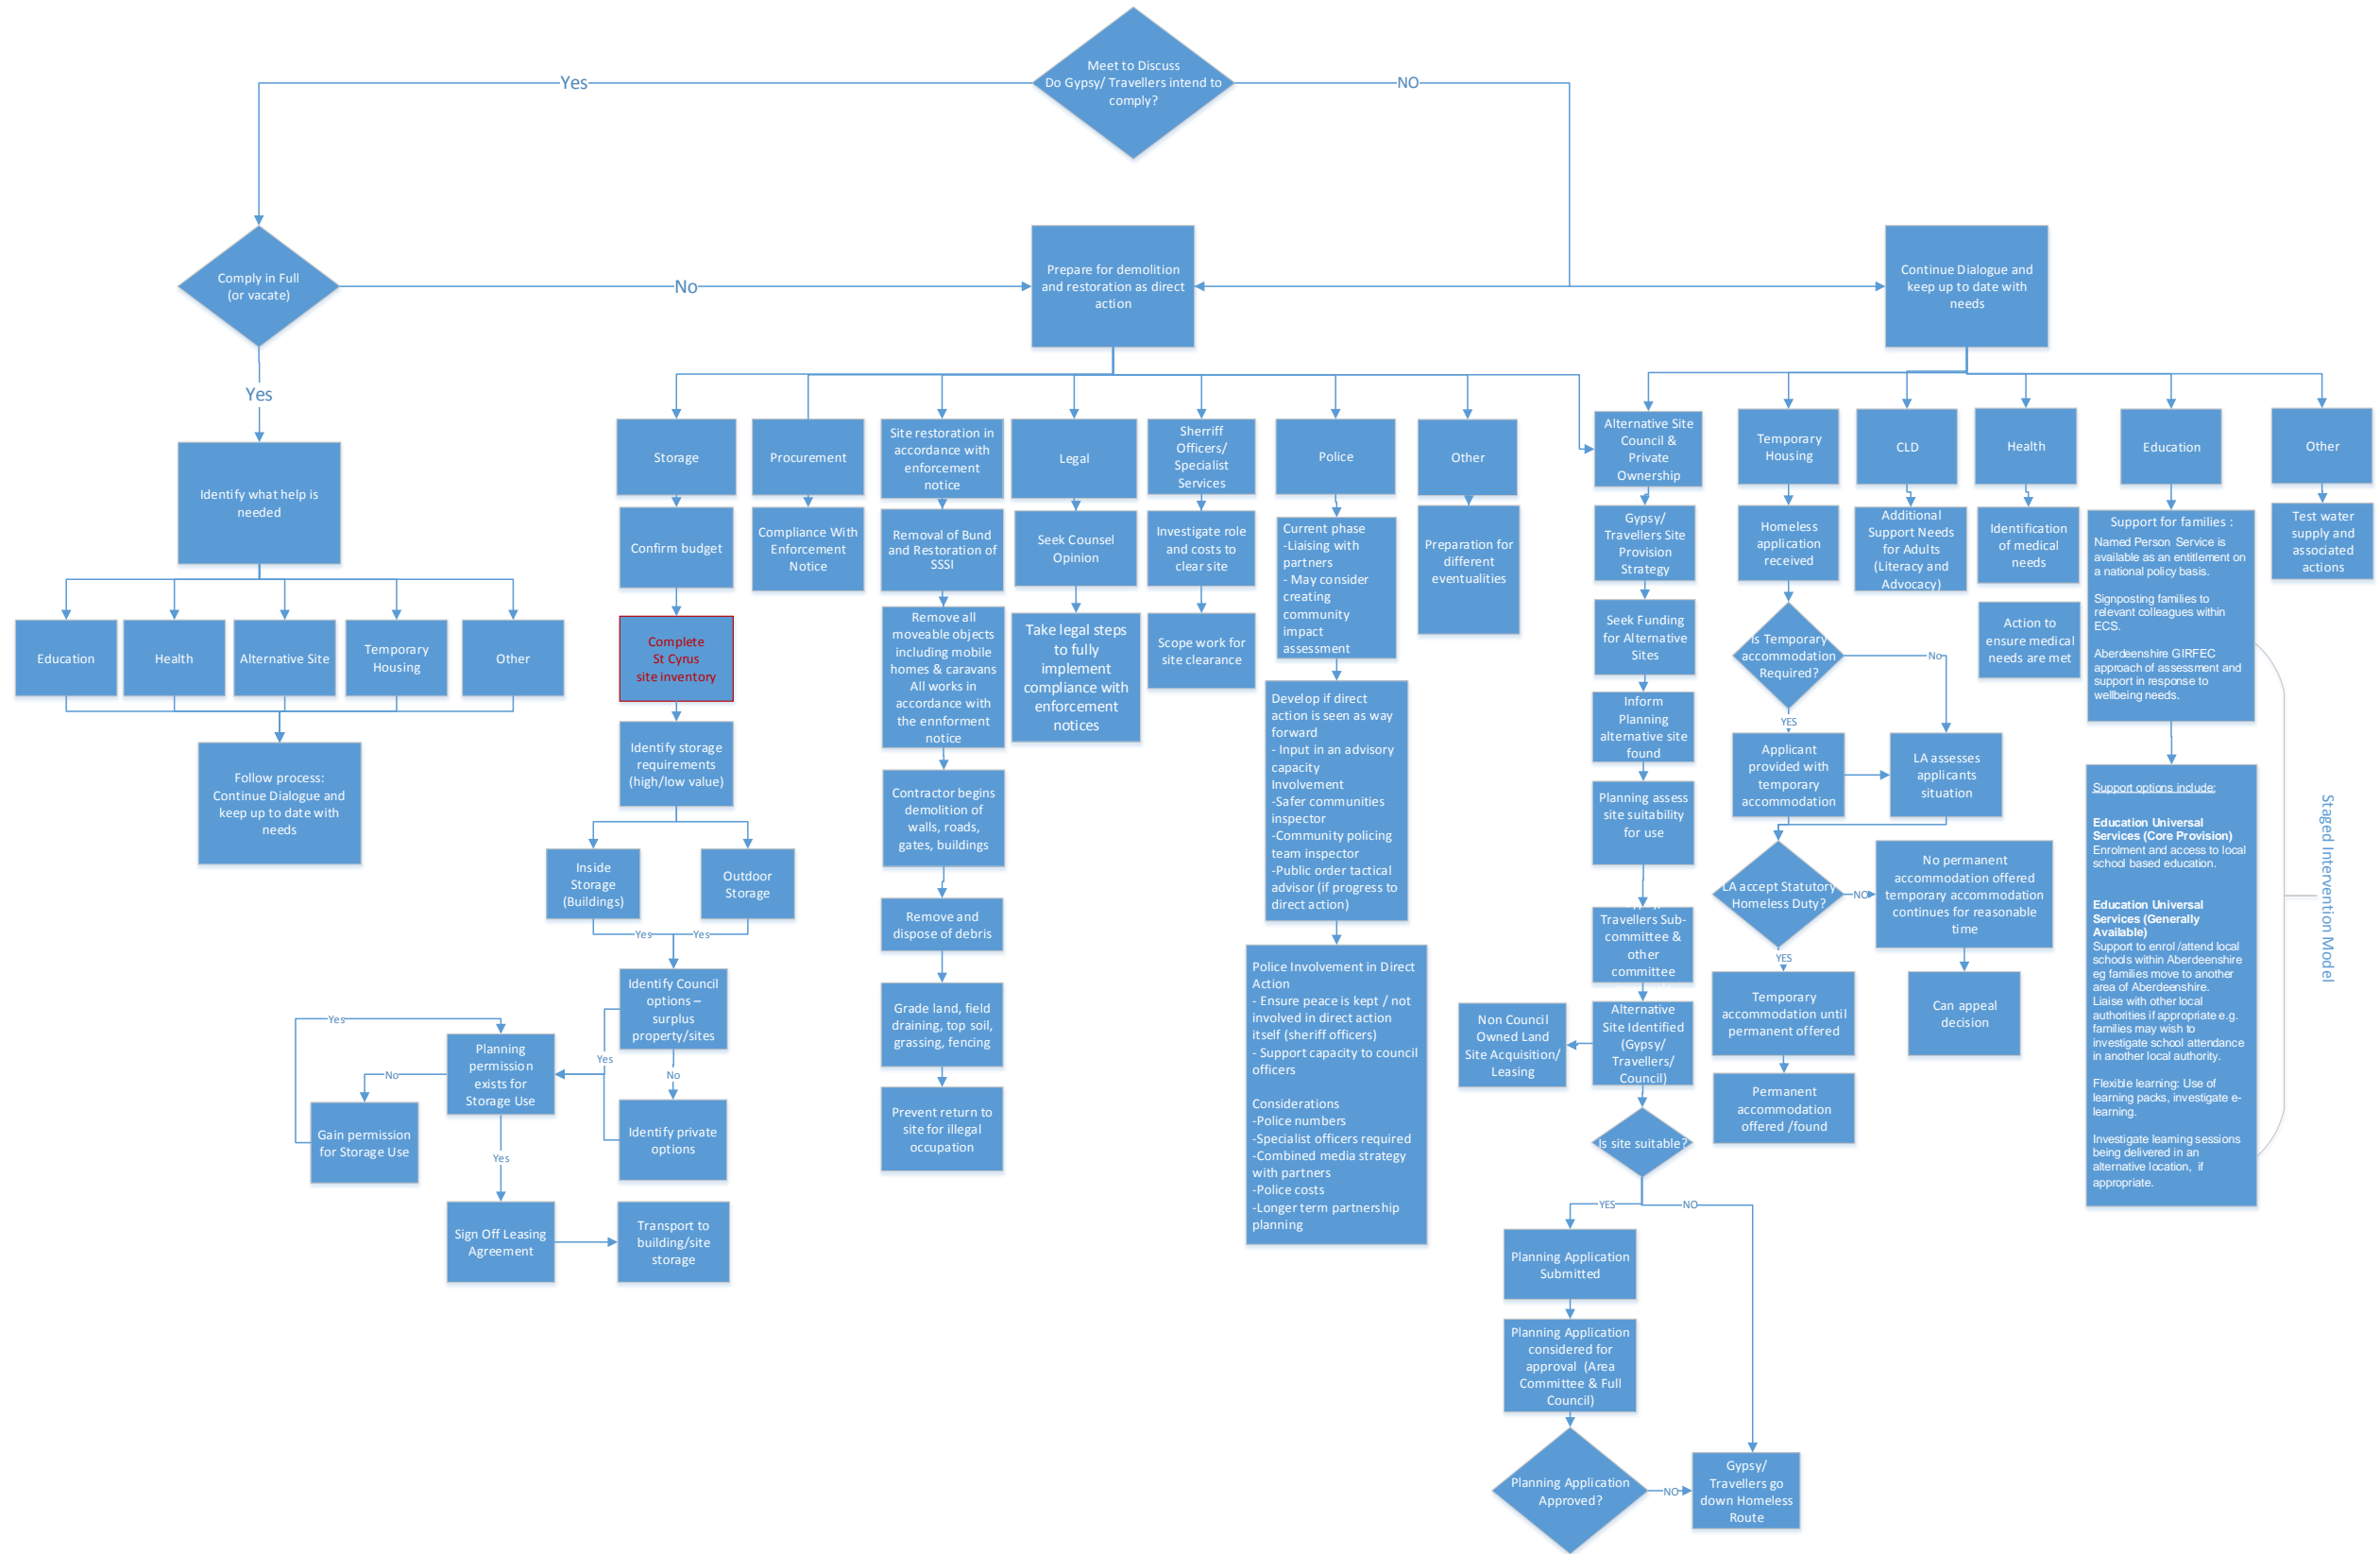 Meet to Discuss
Do Gypsy/ Travellers intend to
comply?
Yes
NO
Comply in Full
(or vacate)
No
Prepare for demolition
and restoration as direct
action
Continue Dialogue and
keep up to date with
needs
Yes
Identify what help is
needed
Education
Health
Alternative Site
Temporary
Housing
Other
Follow process:
Continue Dialogue and
keep up to date with
needs
Storage
Confirm budget
Complete
St Cyrus
site inventory
Identify storage
requirements
(high/low value)
Inside
Storage
(Buildings)
Outdoor
Storage
Yes
Yes
Identify Council
options –
surplus
property/sites
Yes
No
Identify private
options
Yes
Planning
permission
exists for
Storage Use
No
Gain permission
for Storage Use
Yes
Sign Off Leasing
Agreement
Transport to
building/site
storage
Procurement
Compliance With
Enforcement
Notice
Site restoration in
accordance with
enforcement
notice
Removal of Bund
and Restoration of
SSSI
Remove all
moveable objects
including mobile
homes & caravans
All works in
accordance with
the ennforment
notice
Contractor begins
demolition of
walls, roads,
gates, buildings
Remove and
dispose of debris
Grade land, field
draining, top soil,
grassing, fencing
Prevent return to
site for illegal
occupation
Legal
Seek Counsel
Opinion
Take legal steps
to fully
implement
compliance with
enforcement
notices
Sherriff
Officers/
Specialist
Services
Investigate role
and costs to
clear site
Scope work for
site clearance
Police
Current phase
-Liaising with
partners
- May consider
creating
community
impact
assessment
Develop if direct
action is seen as way
forward
- Input in an advisory
capacity
Involvement
-Safer communities
inspector
-Community policing
team inspector
-Public order tactical
advisor (if progress to
direct action)
Police Involvement in Direct
Action
- Ensure peace is kept / not
involved in direct action
itself (sheriff officers)
- Support capacity to council
officers
Considerations
-Police numbers
-Specialist officers required
-Combined media strategy
with partners
-Police costs
-Longer term partnership
planning
Other
Preparation for
different
eventualities
Alternative Site
Council &
Private
Ownership
Gypsy/
Travellers Site
Provision
Strategy
Seek Funding
for Alternative
Sites
Inform
Planning
alternative site
found
Planning assess
site suitability
for use
Travellers Sub-
committee &
other
committee
Alternative
Site Identified
(Gypsy/
Travellers/
Council)
Non Council
Owned Land
Site Acquisition/
Leasing
Is site suitable?
YES
NO
Planning Application
Submitted
Planning Application
considered for
approval (Area
Committee & Full
Council)
Planning Application
Approved?
NO
Gypsy/
Travellers go
down Homeless
Route
Temporary
Housing
Homeless
application
received
Is Temporary
accommodation
Required?
No
YES
Applicant
provided with
temporary
accommodation
LA assesses
applicants
situation
LA accept Statutory
Homeless Duty?
NO
No permanent
accommodation offered
temporary accommodation
continues for reasonable
time
Can appeal
decision
YES
Temporary
accommodation until
permanent offered
Permanent
accommodation
offered /found
CLD
Additional
Support Needs
for Adults
(Literacy and
Advocacy)
Health
Identification
of medical
needs
Action to
ensure medical
needs are met
Education
Support for families :
Named Person Service is
available as an entitlement on
a national policy basis.
Signposting families to
relevant colleagues within
ECS.
Aberdeenshire GIRFEC
approach of assessment and
support in response to
wellbeing needs.
Support options include:
Education Universal
Services (Core Provision)
Enrolment and access to local
school based education.
Education Universal
Services (Generally
Available)
Support to enrol /attend local
schools within Aberdeenshire
eg families move to another
area of Aberdeenshire.
Liaise with other local
authorities if appropriate e.g.
families may wish to
investigate school attendance
in another local authority.
Flexible learning: Use of
learning packs, investigate e-
learning.
Investigate learning sessions
being delivered in an
alternative location, if
appropriate.
Other
Test water
supply and
associated
actions
Staged Intervention Model